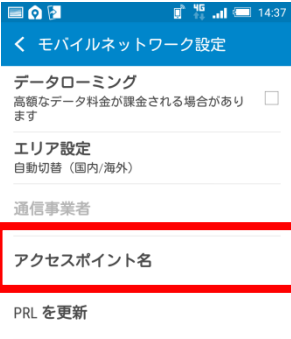 4G 14:37
モバイルネットワーク設定
データローミング
高額なデータ料金が課金される場合があり
ます
エリア設定
自動切替（国内/海外）
通信事業者
アクセスポイント名
PRL を更新